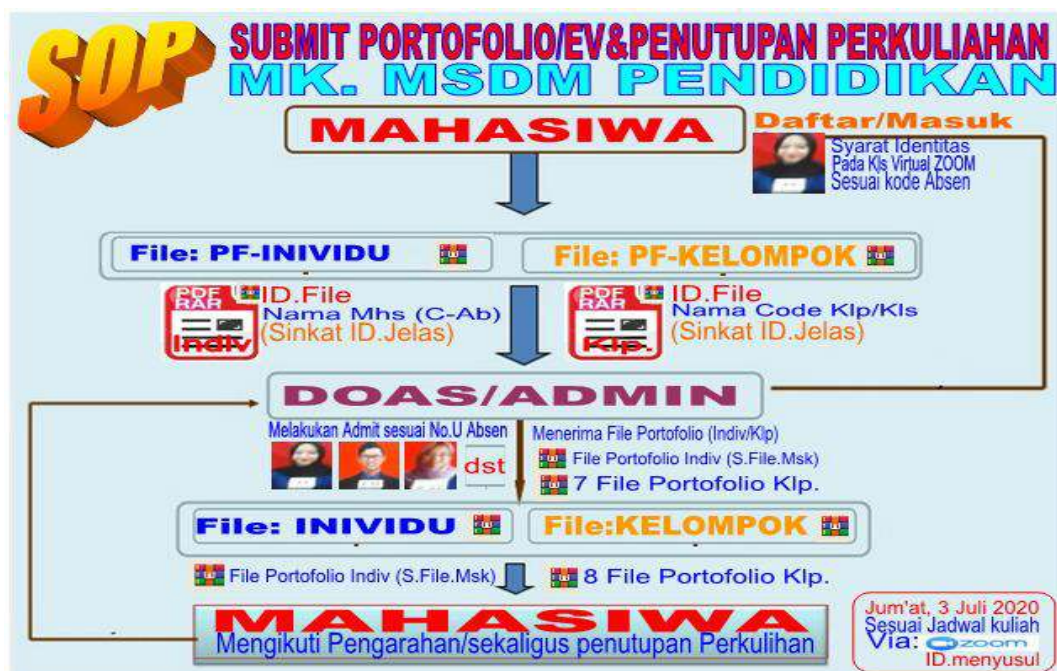 SOP
SUBMIT PORTOFOLIO/EV&PENUTUPAN PERKULIAHAN
MK. MSDM PENDIDIKAN
MAHASIWA
Daftar/Masuk
Syarat Identitas
Pada Kls Virtual ZOOM
Sesuai kode Absen
File: PF-INIVIDU
File: PF-KELOMPOK
PDF
RAR
Indiv
ID.File
Nama Mhs (C-Ab)
(Sinkat ID.Jelas)
PDF
RAR
Klp.
ID.File
Nama Code Klp/Kls
(Sinkat ID.Jelas)
DOAS/ADMIN
Melakukan Admit sesuai No.U Absen
dst
Menerima File Portofolio (Indiv/Klp)
File Portofolio Indiv (S.File.Msk)
7 File Portofolio Klp.
File: INIVIDU
File:KELOMPOK
File Portofolio Indiv (S.File.Msk)
8 File Portofolio Klp.
MAHASIWA
Mengikuti Pengarahan/sekaligus penutupan Perkulihan
Jum'at, 3 Juli 2020
Sesuai Jadwal kuliah
Via: zoom
ID.menyusul